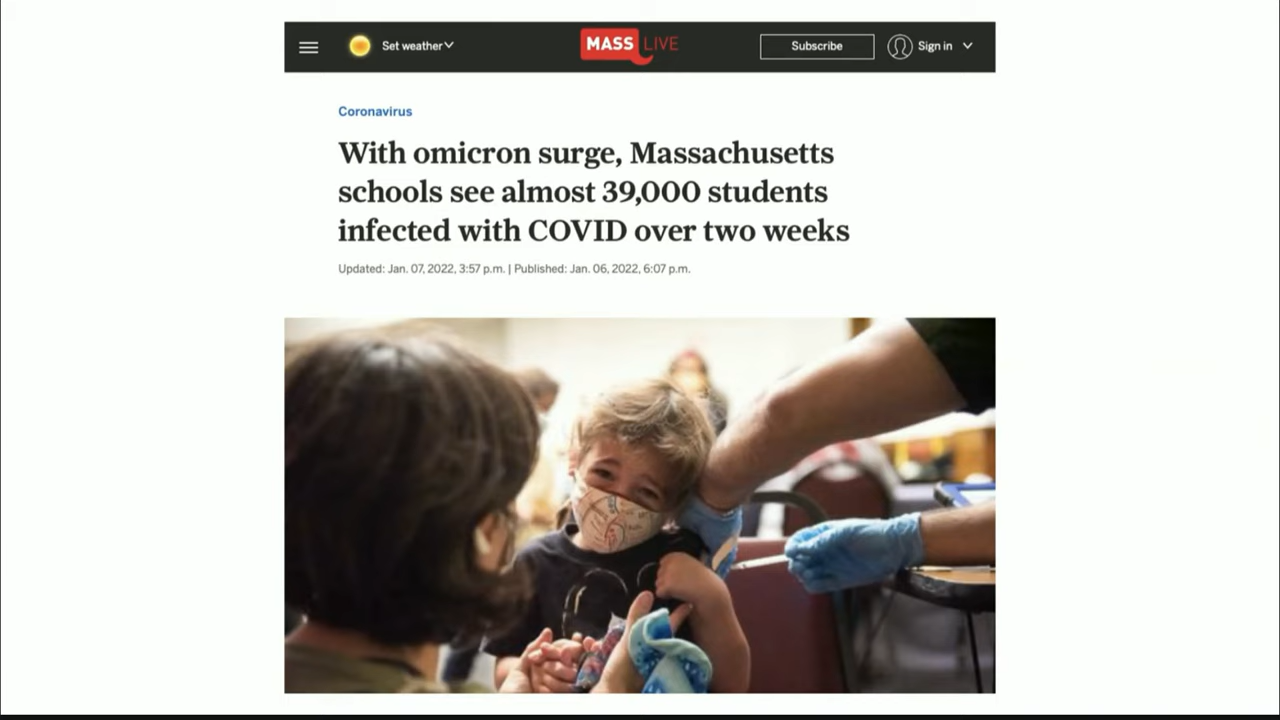 Set weather
MASS LIVE
Subscribe
Sign in
Coronavirus
With omicron surge, Massachusetts
schools see almost 39,000 students
infected with COVID over two weeks
Updated: Jan. 07, 2022, 3:57 p.m. | Published: Jan. 06, 2022, 6:07 p.m.